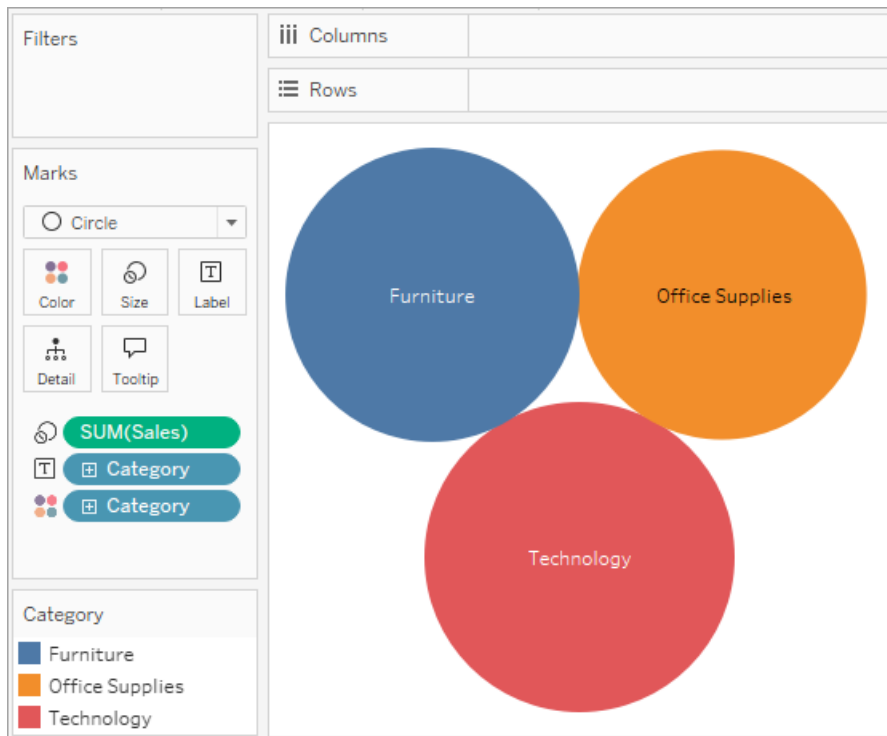 Filters
Columns
Rows
Marks
Circle
Color
Size
T
Label
Detail
Tooltip
SUM(Sales)
T
Category
Category
Furniture
Office Supplies
Technology
Category
Furniture
Office Supplies
Technology